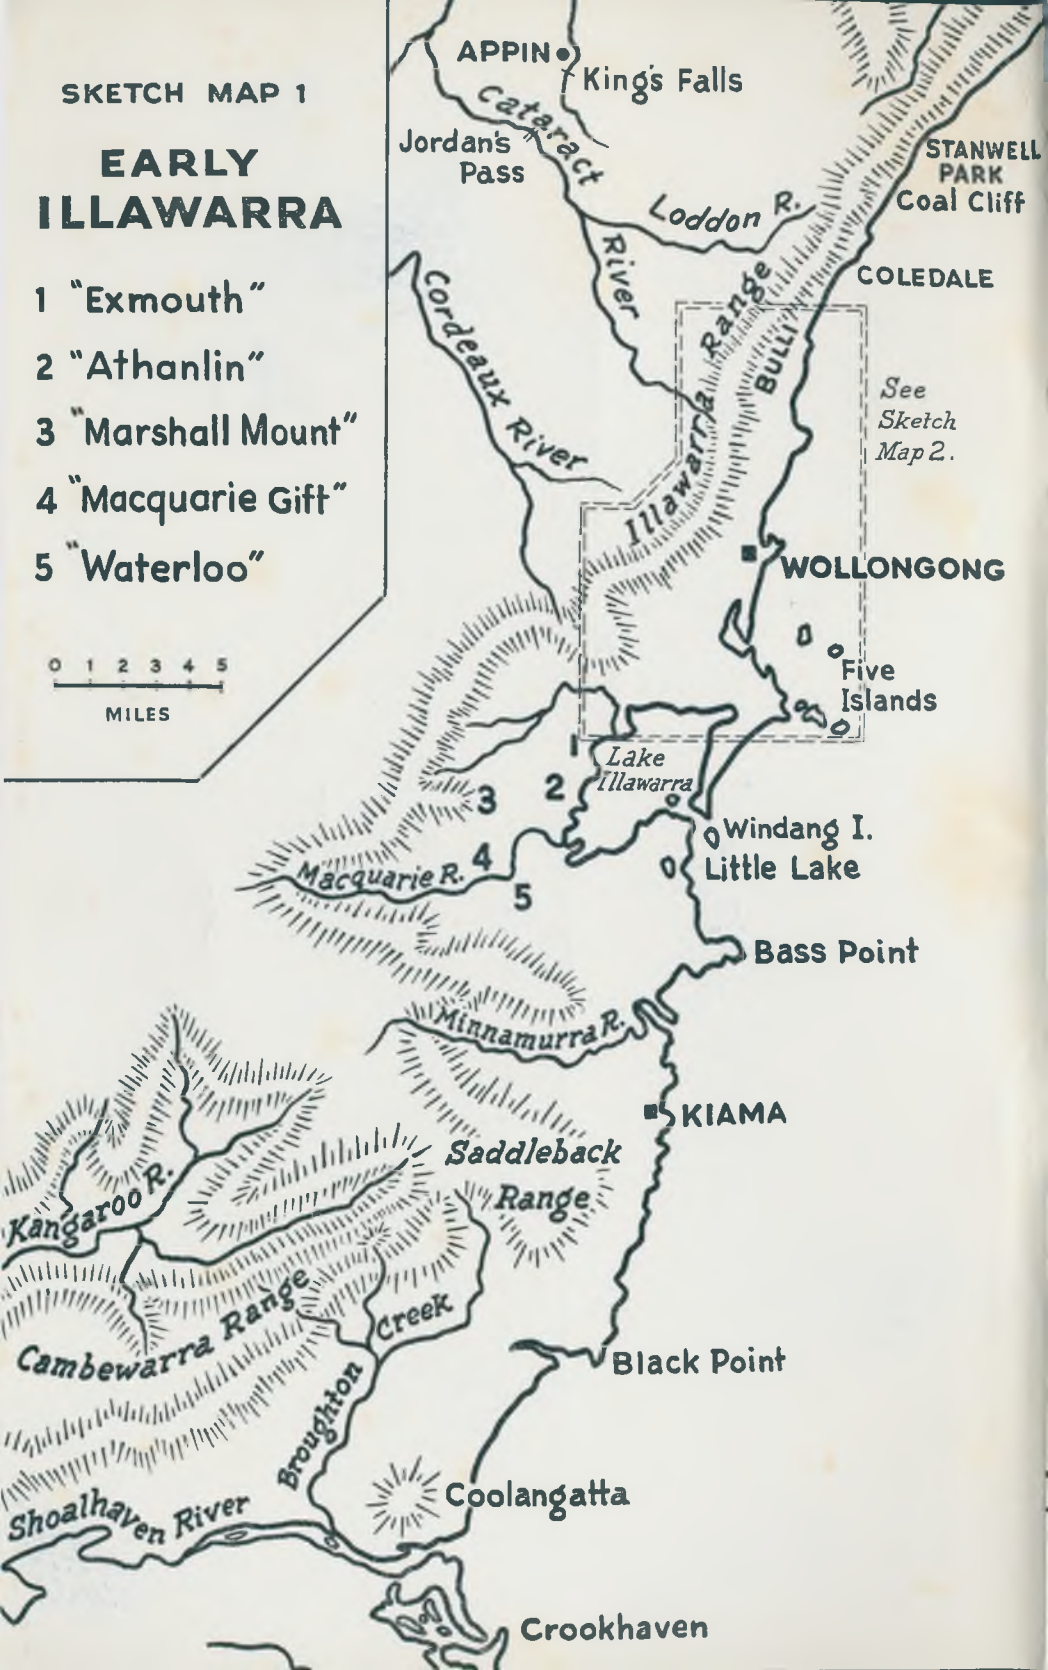 SKETCH MAP 1
EARLY
ILLAWARRA
1 "Exmouth"
2 "Athanlin"
3 "Marshall Mount"
4 "Macquarie Gift"
5 "Waterloo"
0 1 2 3 4 5
MILES
APPIN
King's Falls
Cataract
River
Jordan's
Pass
Loddon R.
STANWELL
PARK
Coal Cliff
COLEDALE
Cordeaux River
Illawarra Range
BULLI
See
Sketch
Map 2.
WOLLONGONG
Five
Islands
Lake
Illawarra
1
2
3
4
5
Windang I.
Little Lake
Macquarie R.
Bass Point
Minnamurra R.
KIAMA
Saddleback
Range
Kangaroo R.
Cambewarra Range
Broughton
Creek
Black Point
Coolangatta
Shoalhaven River
Crookhaven